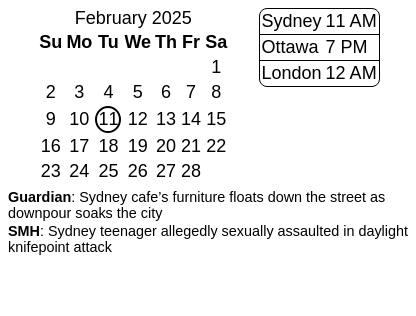 February 2025
Su Mo Tu We Th Fr Sa
1
2 3 4 5 6 7 8
9 10 11 12 13 14 15
16 17 18 19 20 21 22
23 24 25 26 27 28
Sydney 11 AM
Ottawa 7 PM
London 12 AM
Guardian: Sydney cafe's furniture floats down the street as
downpour soaks the city
SMH: Sydney teenager allegedly sexually assaulted in daylight
knifepoint attack